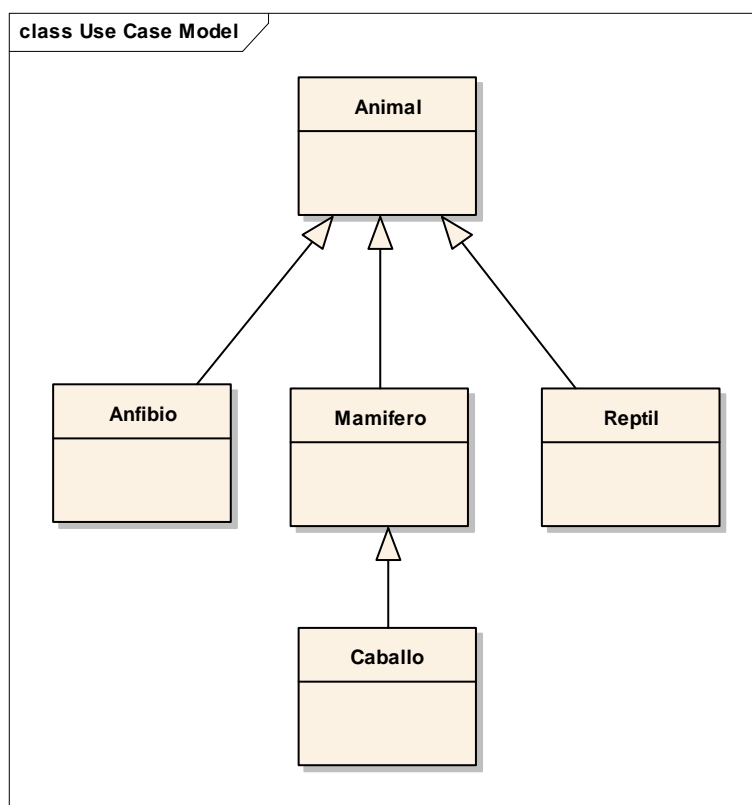 class Use Case Model
Animal
Anfibio
Mamifero
Reptil
Caballo